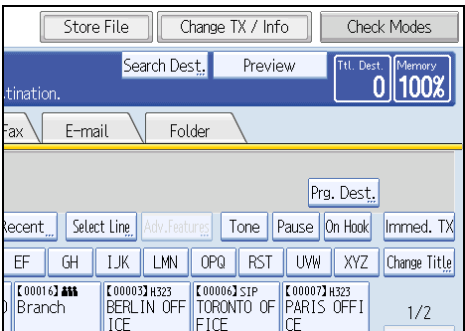 Store File Change TX / Info Check Modes
Search Dest. Preview Ttl. Dest. Memory
tination. 0 100%
Fax E-mail Folder
Prg. Dest.
Recent Select Line Adv.Features Tone Pause On Hook Immed. TX
EF GH IJK LMN OPQ RST UVW XYZ Change Title
【00016】 【00003】H323 【00006】SIP 【00007】H323
Branch BERLIN OFF TORONTO OF PARIS OFFI 1/2
ICE FICE CE